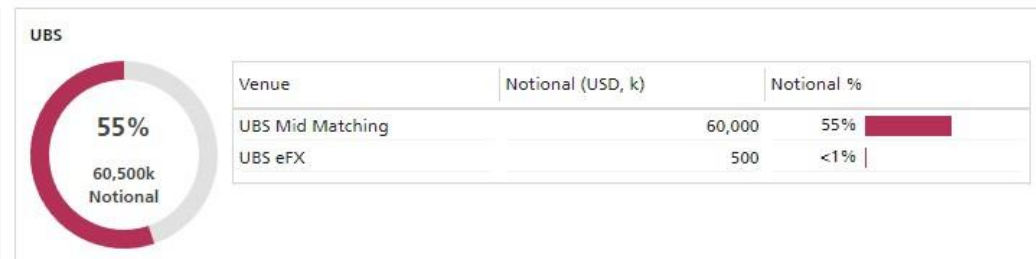 UBS
55%
60,500k
Notional
Venue Notional (USD, k) Notional %
UBS Mid Matching 60,000 55%
UBS eFX 500 <1%